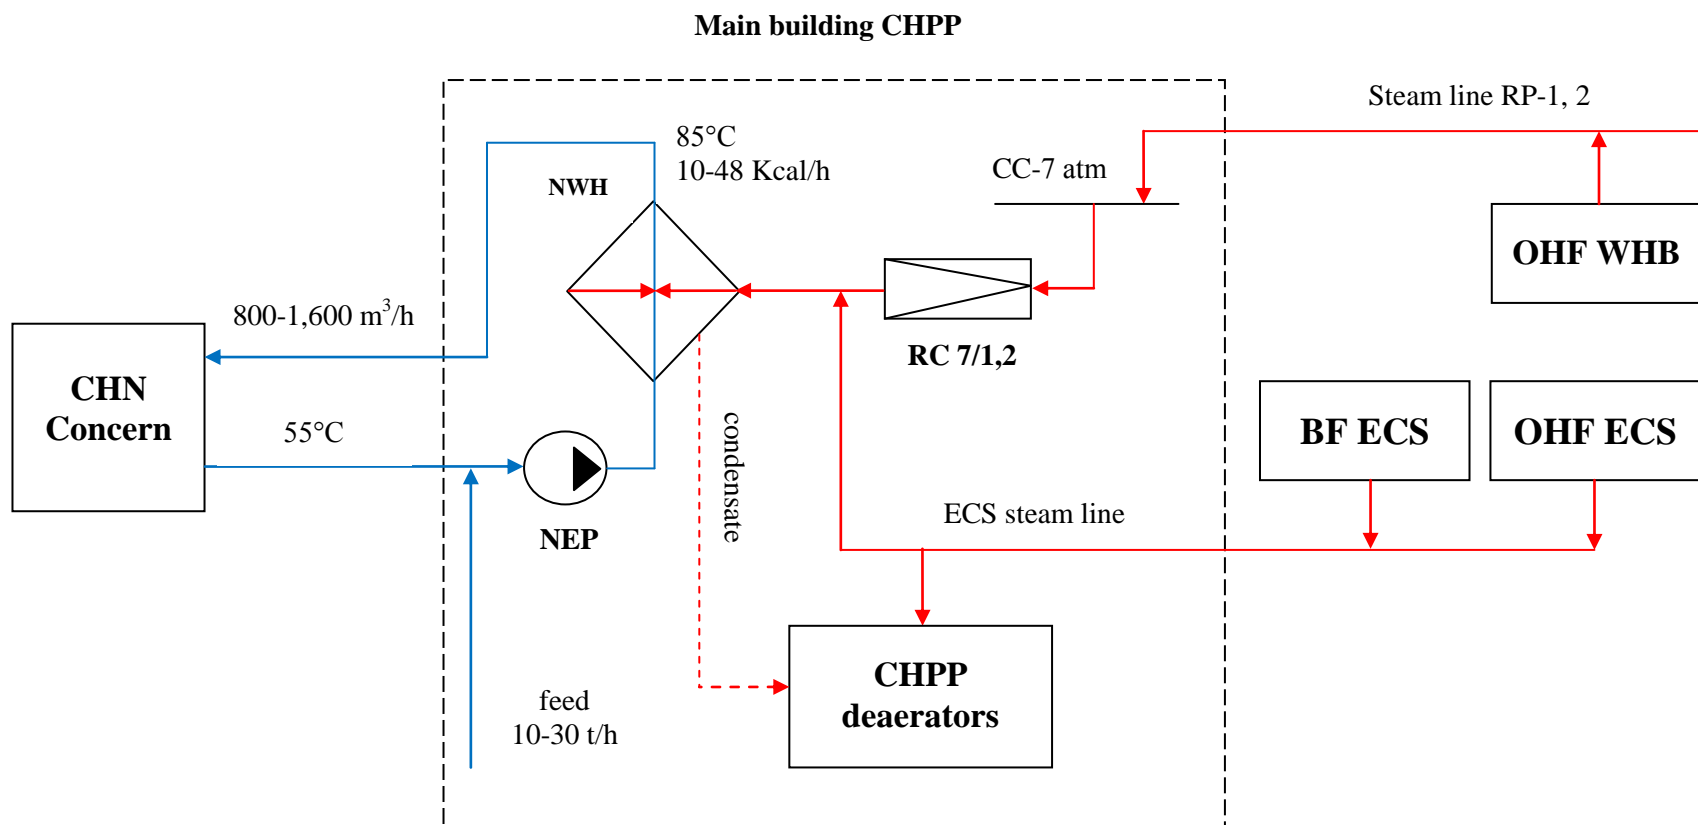 Main building CHPP
Steam line RP-1, 2
85°C
10-48 Kcal/h
CC-7 atm
NWH
OHF WHB
800-1,600 m³/h
RC 7/1,2
CHN
Concern
55°C
condensate
BF ECS
OHF ECS
ECS steam line
NEP
CHPP
deaerators
feed
10-30 t/h